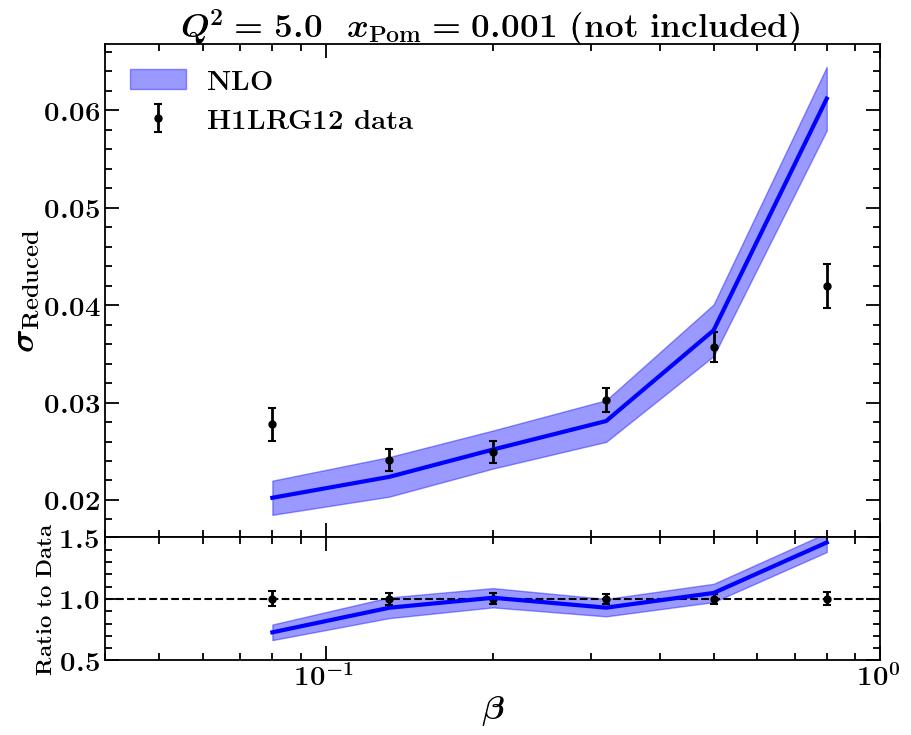 Q² = 5.0 x_Pom = 0.001 (not included)
NLO
H1LRG12 data
0.06
0.05
0.04
0.03
0.02
σ_Reduced
1.5
1.0
0.5
Ratio to Data
10⁻¹
10⁰
β